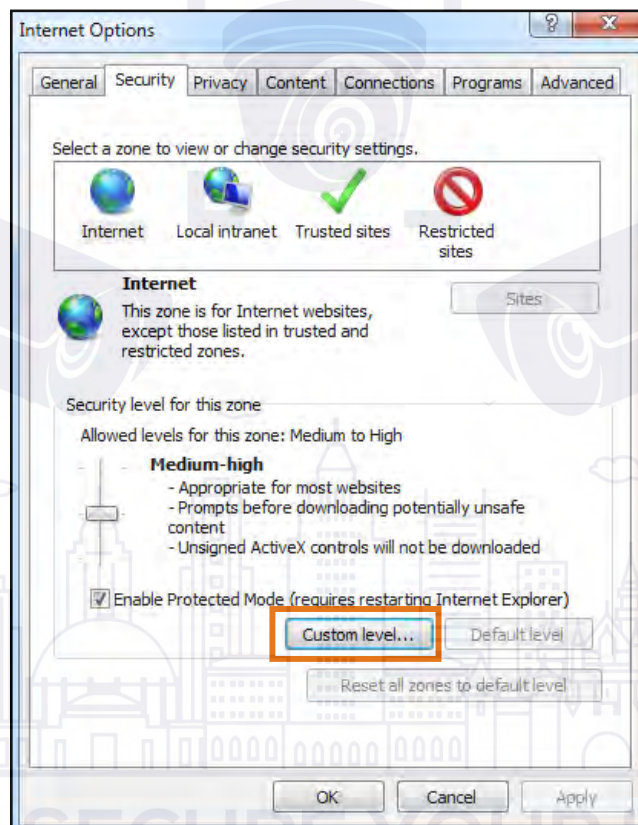 Internet Options
General Security Privacy Content Connections Programs Advanced
Select a zone to view or change security settings.
Internet Local intranet Trusted sites Restricted sites
Internet
This zone is for Internet websites,
except those listed in trusted and
restricted zones.
Sites
Security level for this zone
Allowed levels for this zone: Medium to High
Medium-high
- Appropriate for most websites
- Prompts before downloading potentially unsafe
content
- Unsigned ActiveX controls will not be downloaded
Enable Protected Mode (requires restarting Internet Explorer)
Custom level... Default level
Reset all zones to default level
OK Cancel Apply